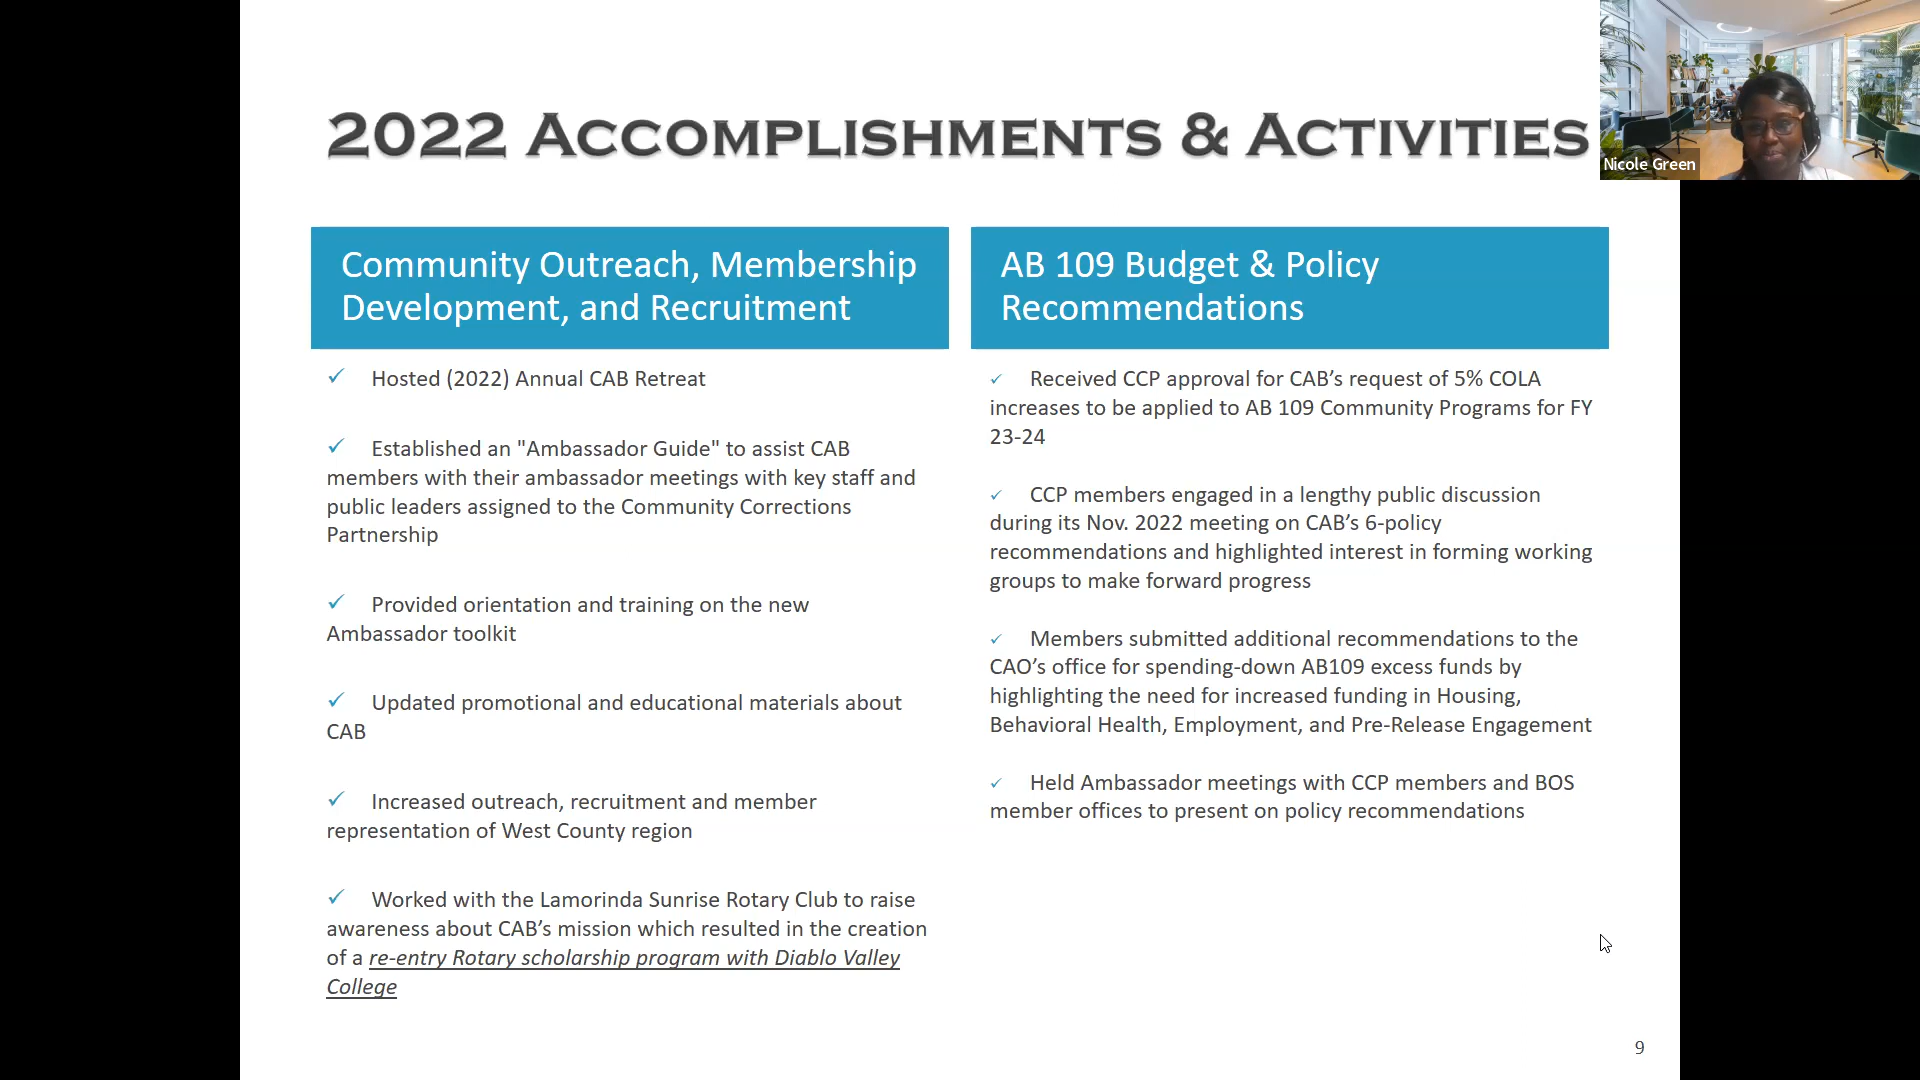 2022 ACCOMPLISHMENTS & ACTIVITIES
Nicole Green
Community Outreach, Membership
Development, and Recruitment
✓ Hosted (2022) Annual CAB Retreat
✓ Established an "Ambassador Guide" to assist CAB
members with their ambassador meetings with key staff and
public leaders assigned to the Community Corrections
Partnership
✓ Provided orientation and training on the new
Ambassador toolkit
✓ Updated promotional and educational materials about
CAB
✓ Increased outreach, recruitment and member
representation of West County region
✓ Worked with the Lamorinda Sunrise Rotary Club to raise
awareness about CAB’s mission which resulted in the creation
of a re-entry Rotary scholarship program with Diablo Valley
College
AB 109 Budget & Policy
Recommendations
✓ Received CCP approval for CAB’s request of 5% COLA
increases to be applied to AB 109 Community Programs for FY
23-24
✓ CCP members engaged in a lengthy public discussion
during its Nov. 2022 meeting on CAB’s 6-policy
recommendations and highlighted interest in forming working
groups to make forward progress
✓ Members submitted additional recommendations to the
CAO’s office for spending-down AB109 excess funds by
highlighting the need for increased funding in Housing,
Behavioral Health, Employment, and Pre-Release Engagement
✓ Held Ambassador meetings with CCP members and BOS
member offices to present on policy recommendations
9